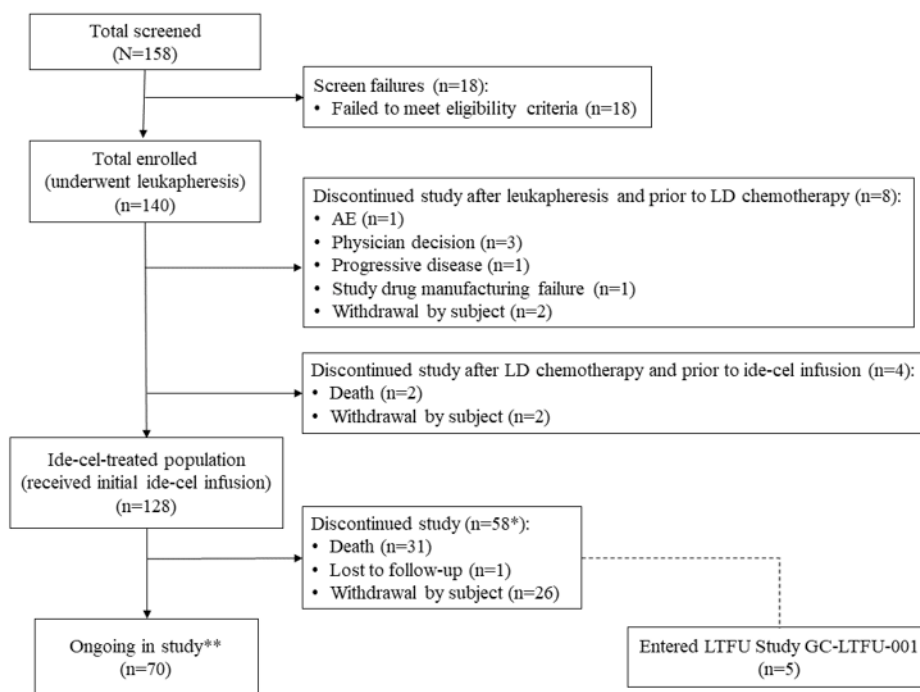 Total screened
(N=158)
Screen failures (n=18):
• Failed to meet eligibility criteria (n=18)
Total enrolled
(underwent leukapheresis)
(n=140)
Discontinued study after leukapheresis and prior to LD chemotherapy (n=8):
• AE (n=1)
• Physician decision (n=3)
• Progressive disease (n=1)
• Study drug manufacturing failure (n=1)
• Withdrawal by subject (n=2)
Discontinued study after LD chemotherapy and prior to ide-cel infusion (n=4):
• Death (n=2)
• Withdrawal by subject (n=2)
Ide-cel-treated population
(received initial ide-cel infusion)
(n=128)
Discontinued study (n=58*):
• Death (n=31)
• Lost to follow-up (n=1)
• Withdrawal by subject (n=26)
Ongoing in study**
(n=70)
Entered LTFU Study GC-LTFU-001
(n=5)